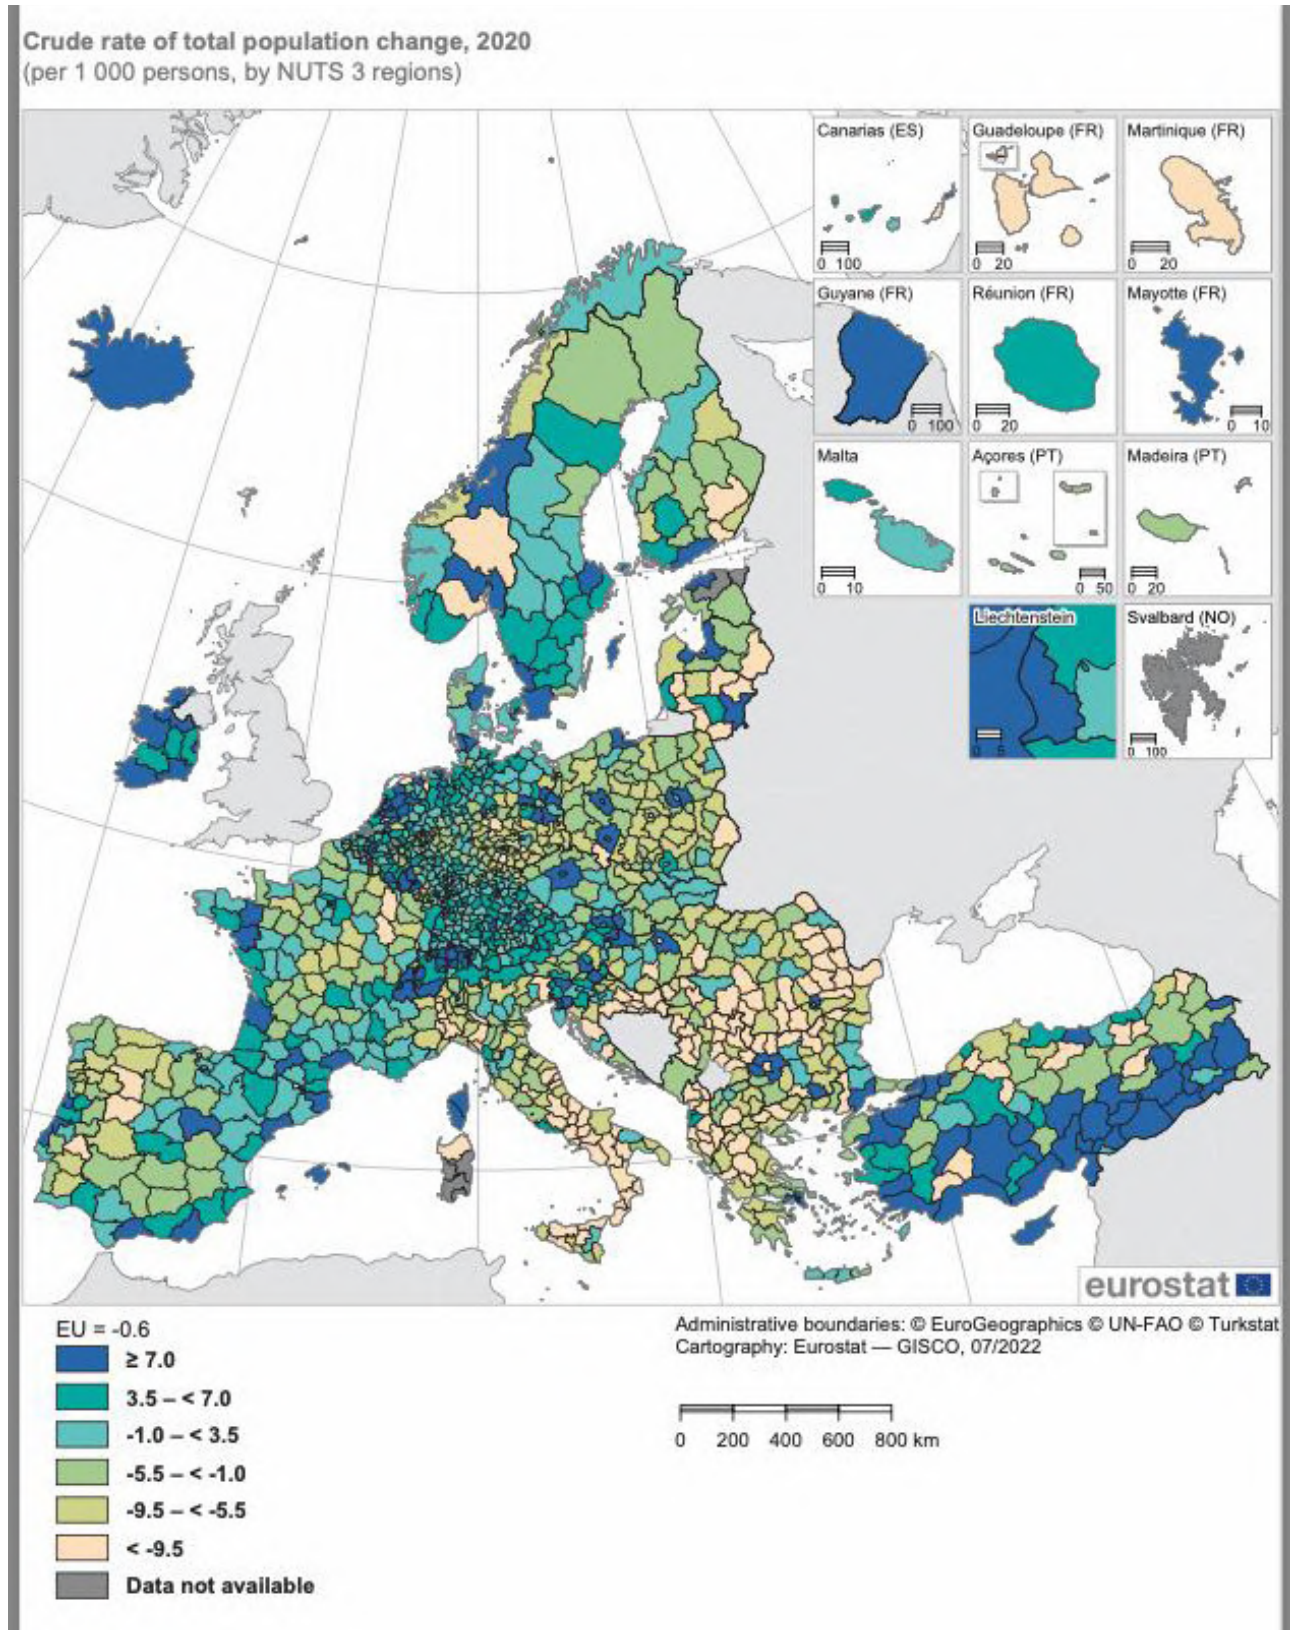 Crude rate of total population change, 2020
(per 1 000 persons, by NUTS 3 regions)
Canarias (ES)
0 100
Guadeloupe (FR)
0 20
Martinique (FR)
0 20
Guyane (FR)
0 100
Réunion (FR)
0 20
Mayotte (FR)
0 10
Malta
0 10
Açores (PT)
0 50
Madeira (PT)
0 20
Liechtenstein
0 5
Svalbard (NO)
0 100
eurostat
EU = -0.6
≥ 7.0
3.5 – < 7.0
-1.0 – < 3.5
-5.5 – < -1.0
-9.5 – < -5.5
< -9.5
Data not available
Administrative boundaries: © EuroGeographics © UN-FAO © Turkstat
Cartography: Eurostat — GISCO, 07/2022
0 200 400 600 800 km